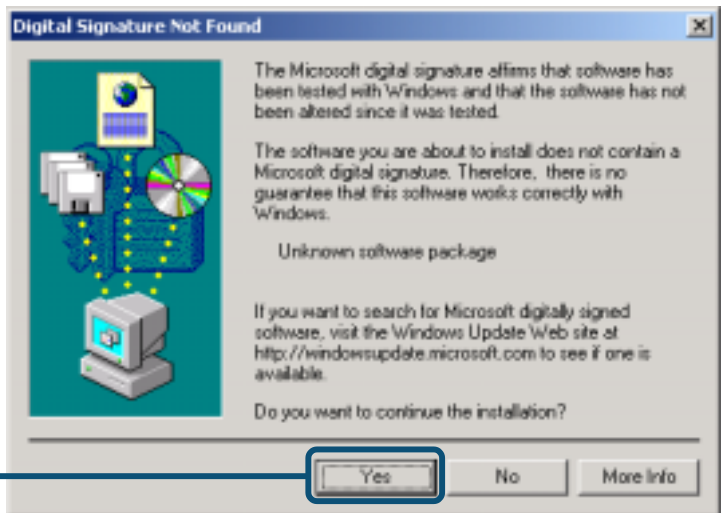 Digital Signature Not Found
The Microsoft digital signature affirms that software has
been tested with Windows and that the software has not
been altered since it was tested.
The software you are about to install does not contain a
Microsoft digital signature. Therefore,  there is no
guarantee that this software works correctly with
Windows.
Unknown software package
If you want to search for Microsoft digitally signed
software, visit the Windows Update Web site at
http://windowsupdate.microsoft.com to see if one is
available.
Do you want to continue the installation?
Yes
No
More Info